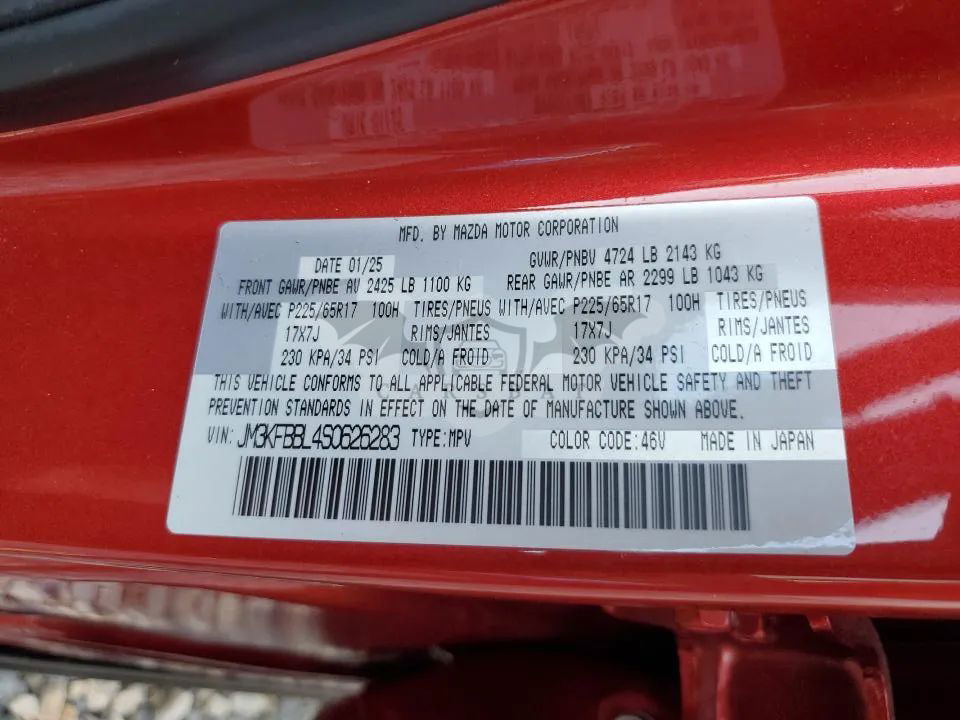 MFD. BY MAZDA MOTOR CORPORATION
DATE 01/25 GVWR/PNBV 4724 LB 2143 KG
FRONT GAWR/PNBE AV 2425 LB 1100 KG REAR GAWR/PNBE AR 2299 LB 1043 KG
WITH/AVEC P225/65R17 100H TIRES/PNEUS WITH/AVEC P225/65R17 100H TIRES/PNEUS
17X7J RIMS/JANTES 17X7J RIMS/JANTES
230 KPA/34 PSI COLD/A FROID 230 KPA/34 PSI COLD/A FROID
THIS VEHICLE CONFORMS TO ALL APPLICABLE FEDERAL MOTOR VEHICLE SAFETY AND THEFT
CARSBAT
PREVENTION STANDARDS IN EFFECT ON THE DATE OF MANUFACTURE SHOWN ABOVE.
VIN: JM3KFBBL4S0626283 TYPE:MPV COLOR CODE:46V MADE IN JAPAN